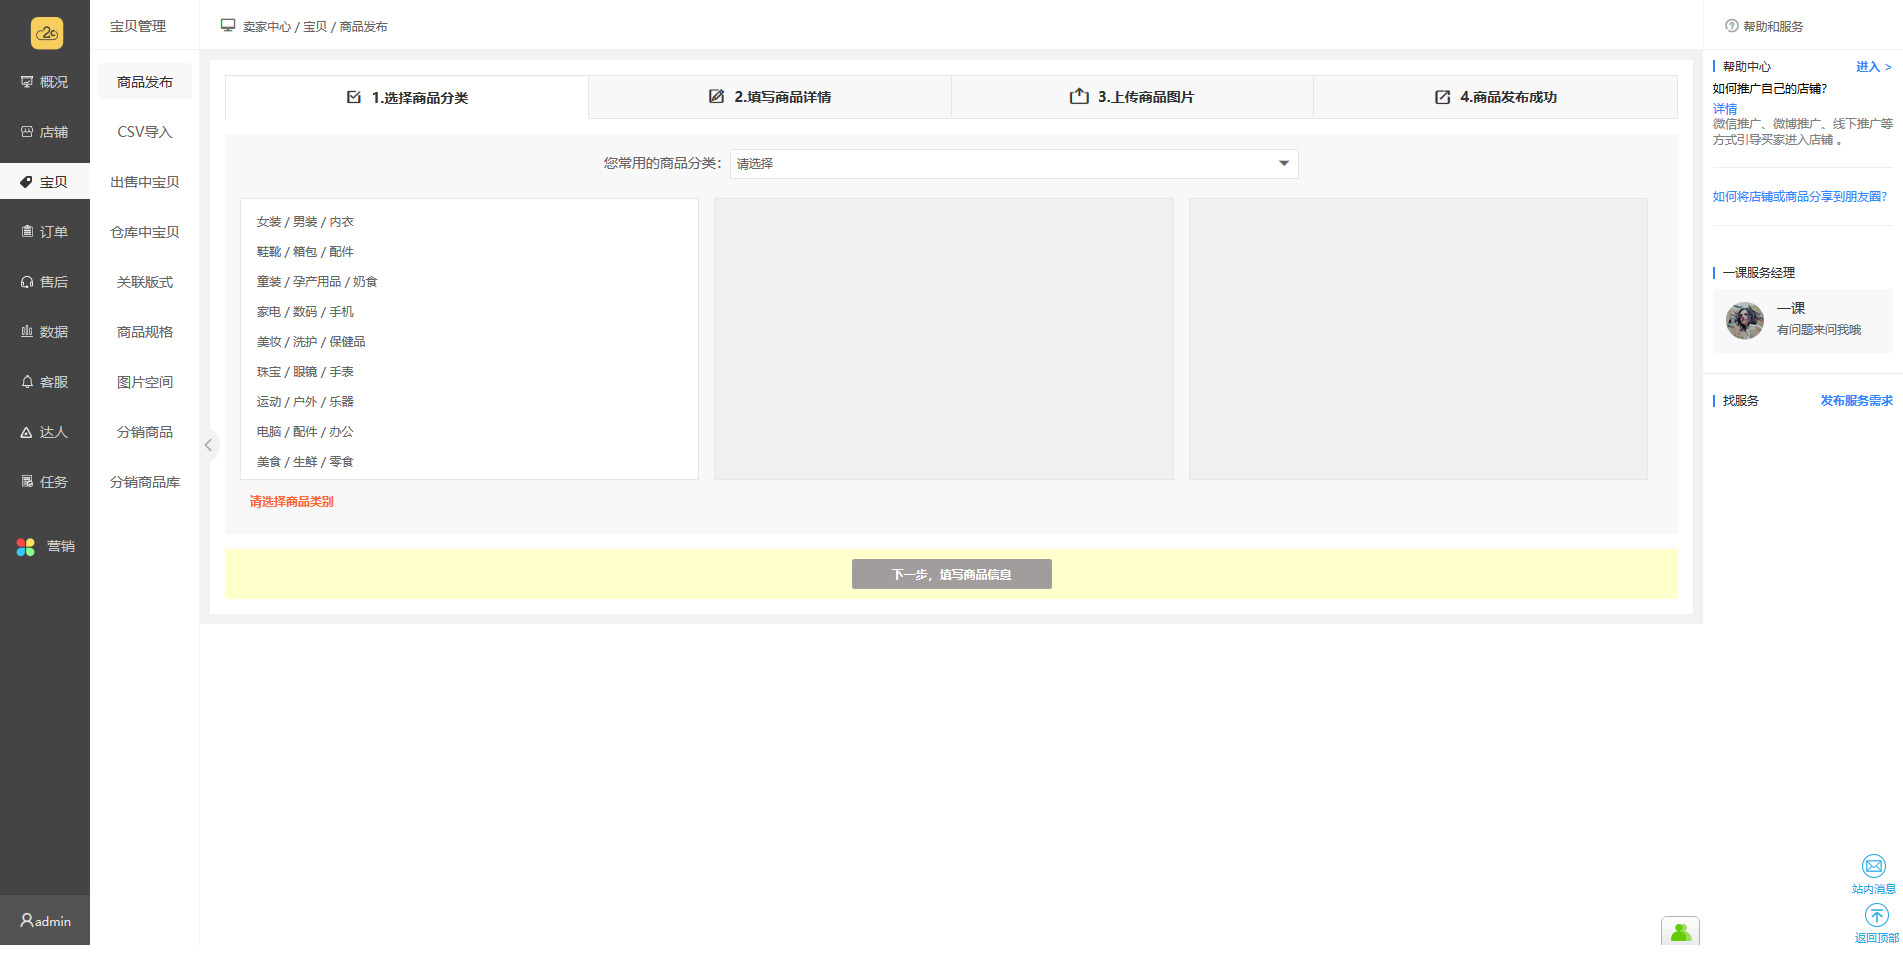 宝贝管理
卖家中心 / 宝贝 / 商品发布
帮助和服务
概况
店铺
宝贝
订单
售后
数据
客服
达人
任务
营销
admin
商品发布
CSV导入
出售中宝贝
仓库中宝贝
关联版式
商品规格
图片空间
分销商品
分销商品库
1.选择商品分类
2.填写商品详情
3.上传商品图片
4.商品发布成功
您常用的商品分类：
请选择
女装 / 男装 / 内衣
鞋靴 / 箱包 / 配件
童装 / 孕产用品 / 奶食
家电 / 数码 / 手机
美妆 / 洗护 / 保健品
珠宝 / 眼镜 / 手表
运动 / 户外 / 乐器
电脑 / 配件 / 办公
美食 / 生鲜 / 零食
请选择商品类别
下一步，填写商品信息
帮助中心
进入 >
如何推广自己的店铺？
详情
微信推广、微博推广、线下推广等
方式引导买家进入店铺 。
如何将店铺或商品分享到朋友圈？
一课服务经理
一课
有问题来问我哦
找服务
发布服务需求
站内消息
返回顶部